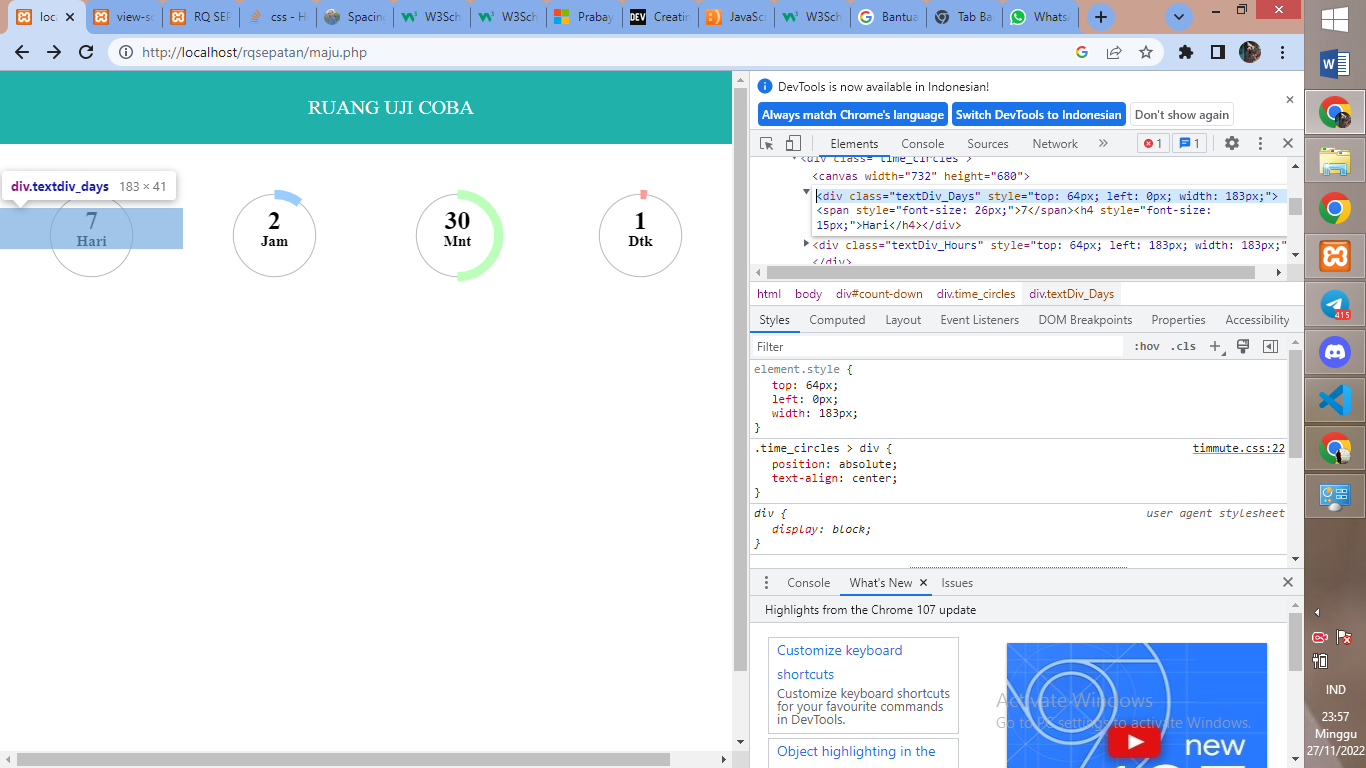 loca
view-so
RQ SEP
css - H
Spacing
W3Sch
W3Sch
Prabay
Creatin
JavaSci
W3Sch
Bantua
Tab Ba
WhatsA
http://localhost/rqsepatan/maju.php
RUANG UJI COBA
div.textdiv_days 183 × 41
7
Hari
2
Jam
30
Mnt
1
Dtk
DevTools is now available in Indonesian!
Always match Chrome's language
Switch DevTools to Indonesian
Don't show again
Elements
Console
Sources
Network
1
1
<div class="time_circles">
<canvas width="732" height="680">
<div class="textDiv_Days" style="top: 64px; left: 0px; width: 183px;">
<span style="font-size: 26px;">7</span><h4 style="font-size:
15px;">Hari</h4></div>
<div class="textDiv_Hours" style="top: 64px; left: 183px; width: 183px;"
</div>
html body div#count-down div.time_circles div.textDiv_Days
Styles
Computed
Layout
Event Listeners
DOM Breakpoints
Properties
Accessibility
Filter
:hov .cls
element.style {
top: 64px;
left: 0px;
width: 183px;
}
.time_circles > div {
timmute.css:22
position: absolute;
text-align: center;
}
div {
user agent stylesheet
display: block;
}
Console
What's New
Issues
Highlights from the Chrome 107 update
Customize keyboard
shortcuts
Customize keyboard shortcuts
for your favourite commands
in DevTools.
Object highlighting in the
new
Activate Windows
Go to PC settings to activate Windows.
DEV
415
IND
23:57
Minggu
27/11/2022